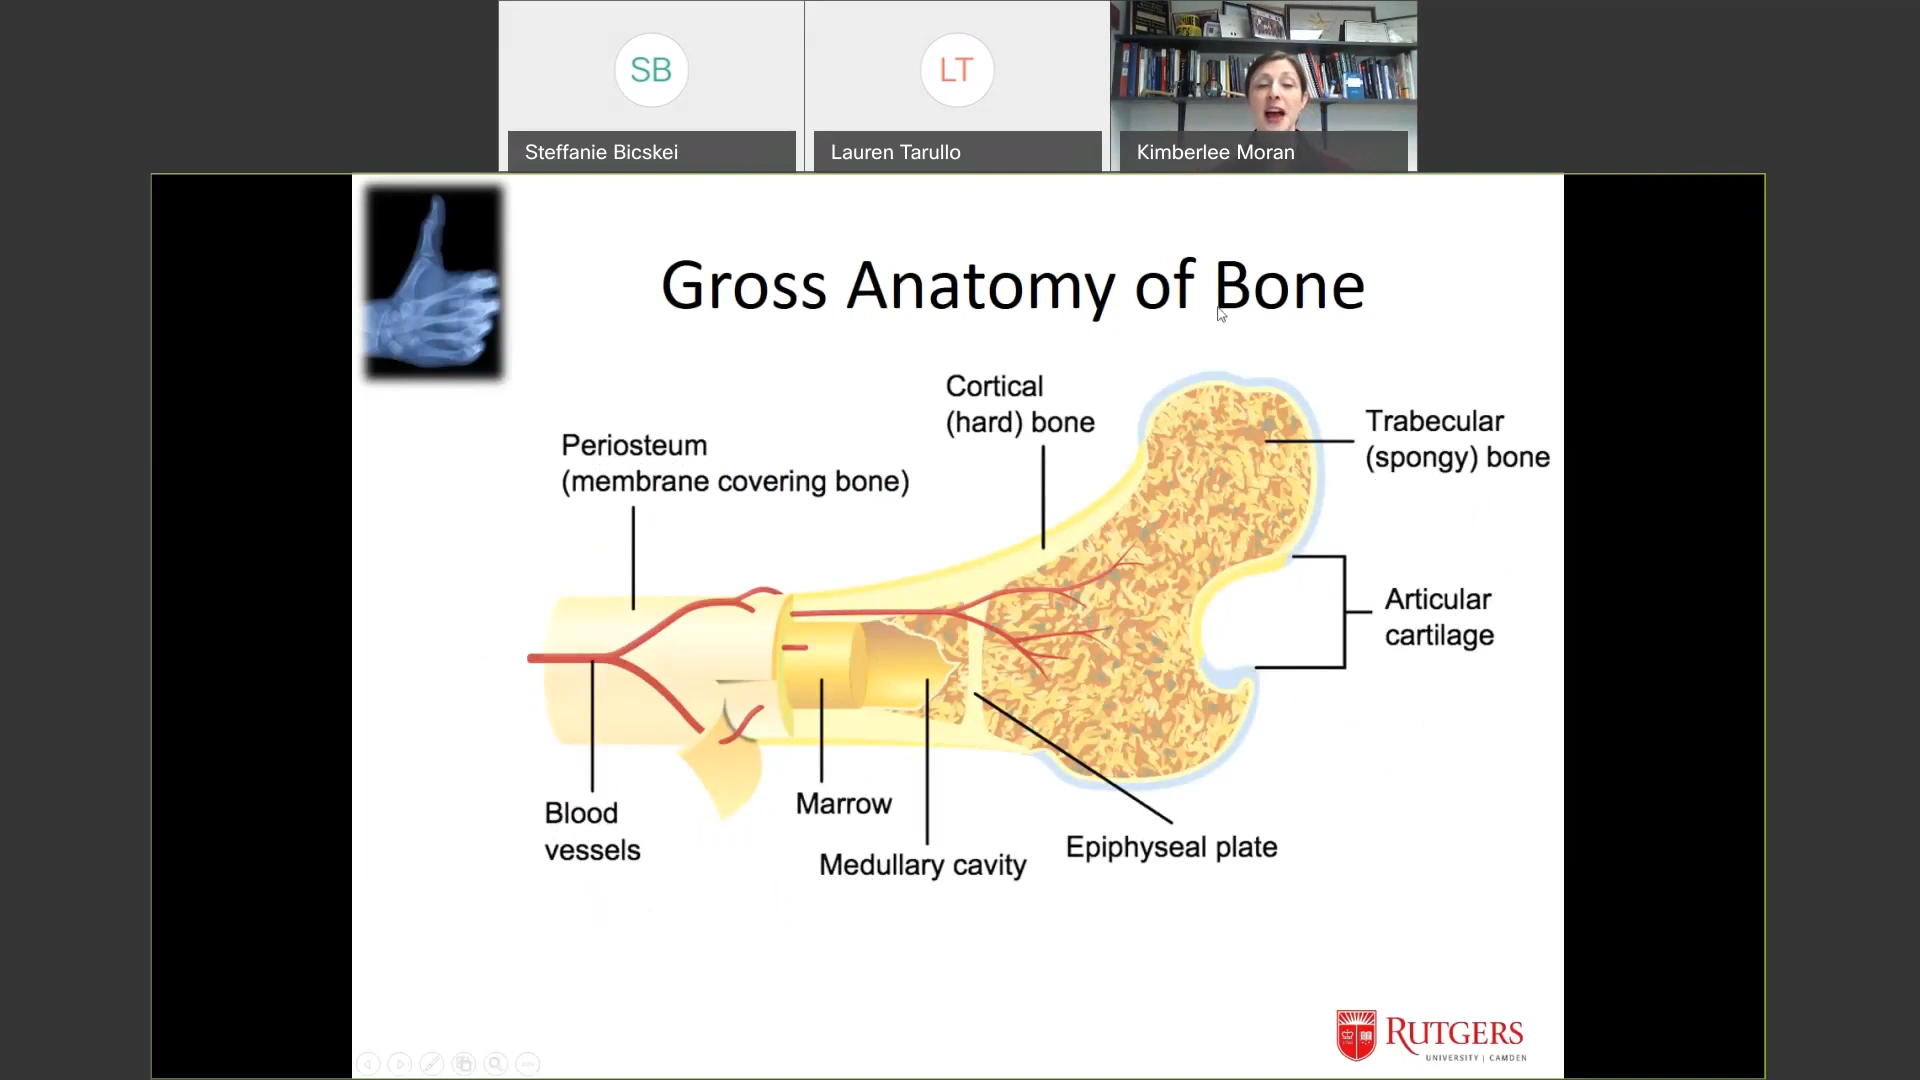 SB
LT
Steffanie Bicskei
Lauren Tarullo
Kimberlee Moran
Gross Anatomy of Bone
Cortical
(hard) bone
Trabecular
(spongy) bone
Periosteum
(membrane covering bone)
Articular
cartilage
Blood
vessels
Marrow
Medullary cavity
Epiphyseal plate
RUTGERS
UNIVERSITY | CAMDEN